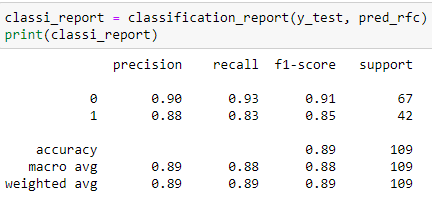 classi_report = classification_report(y_test, pred_rfc)
print(classi_report)
precision recall f1-score support
0 0.90 0.93 0.91 67
1 0.88 0.83 0.85 42
accuracy 0.89 109
macro avg 0.89 0.88 0.88 109
weighted avg 0.89 0.89 0.89 109